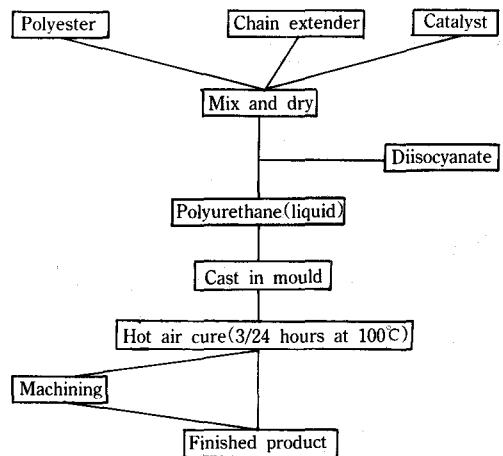 Polyester
Chain extender
Catalyst
Mix and dry
Diisocyanate
Polyurethane(liquid)
Cast in mould
Hot air cure(3/24 hours at 100℃)
Machining
Finished product